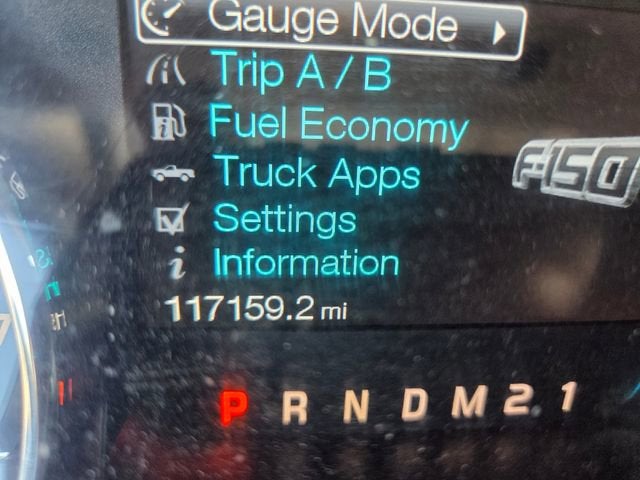 Gauge Mode
Trip A / B
Fuel Economy
F-150
Truck Apps
Settings
Information
117159.2 mi
P R N D M 2 1